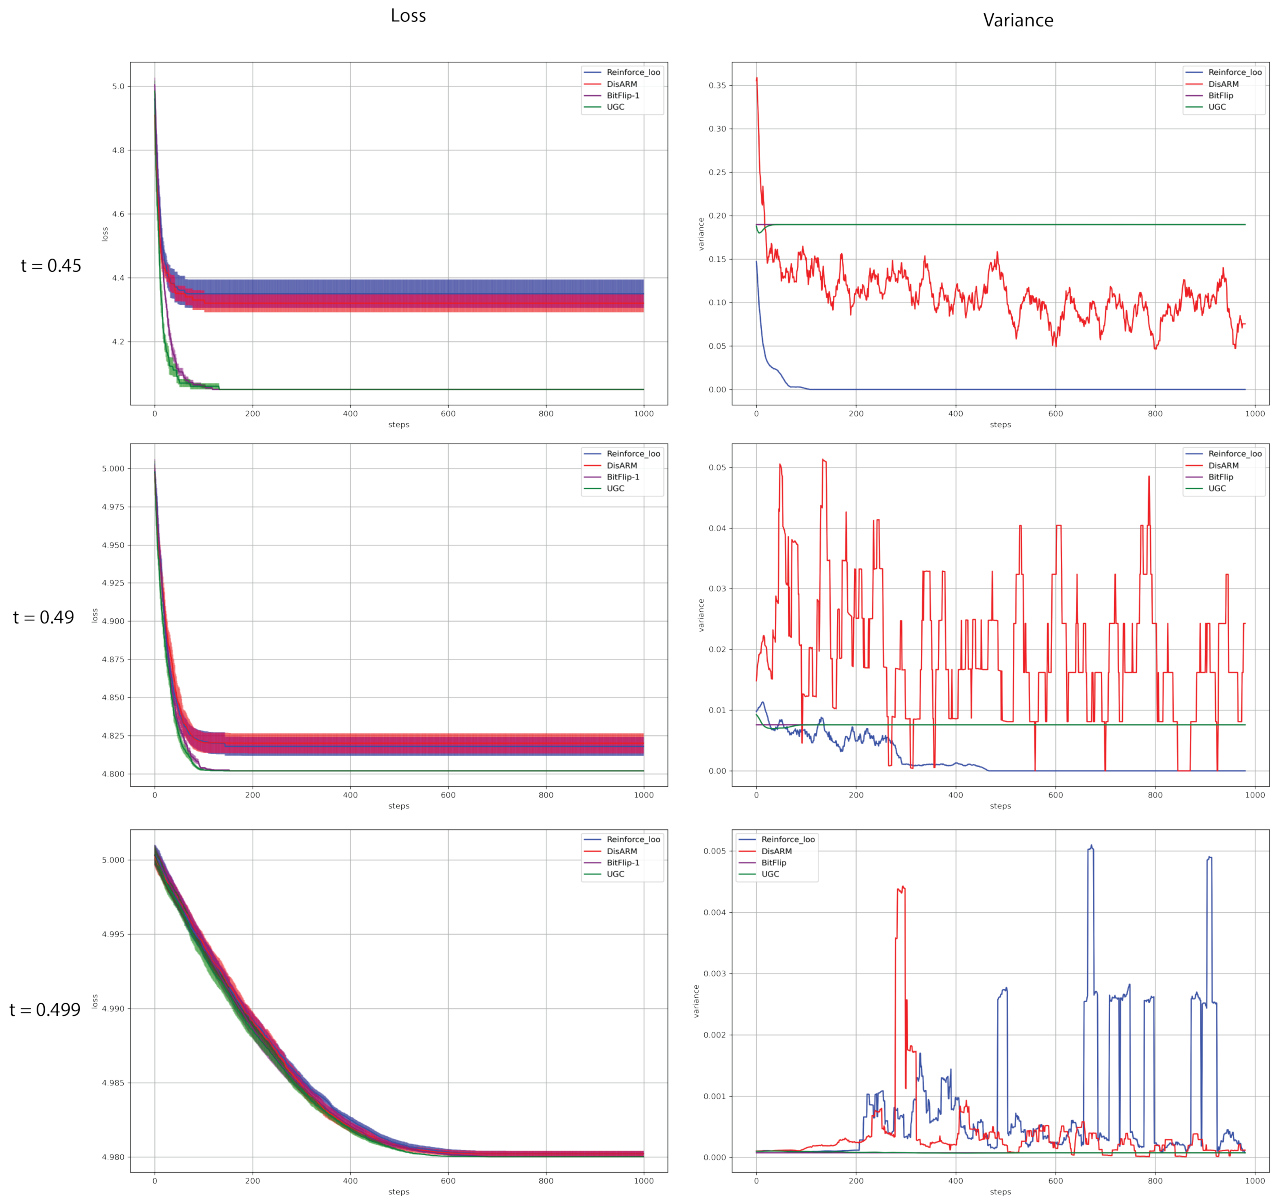 Loss
Variance
t = 0.45
Reinforce_loo
DisARM
BitFlip-1
UGC
5.0
4.8
4.6
4.4
4.2
loss
0
200
400
600
800
1000
steps
Reinforce_loo
DisARM
BitFlip
UGC
0.35
0.30
0.25
0.20
0.15
0.10
0.05
0.00
variance
0
200
400
600
800
1000
steps
t = 0.49
Reinforce_loo
DisARM
BitFlip-1
UGC
5.000
4.975
4.950
4.925
4.900
4.875
4.850
4.825
4.800
loss
0
200
400
600
800
1000
steps
Reinforce_loo
DisARM
BitFlip
UGC
0.05
0.04
0.03
0.02
0.01
0.00
variance
0
200
400
600
800
1000
steps
t = 0.499
Reinforce_loo
DisARM
BitFlip-1
UGC
5.000
4.995
4.990
4.985
4.980
loss
0
200
400
600
800
1000
steps
Reinforce_loo
DisARM
BitFlip
UGC
0.005
0.004
0.003
0.002
0.001
0.000
variance
0
200
400
600
800
1000
steps